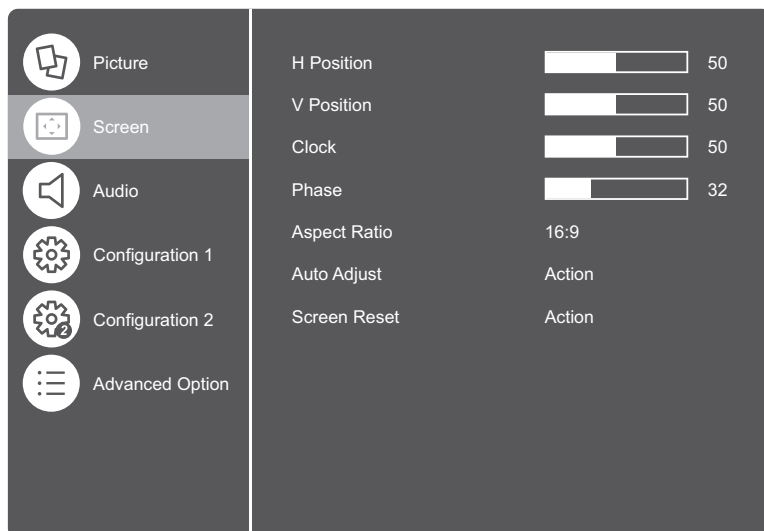 Picture
Screen
Audio
Configuration 1
Configuration 2
2
Advanced Option
H Position 50
V Position 50
Clock 50
Phase 32
Aspect Ratio 16:9
Auto Adjust Action
Screen Reset Action